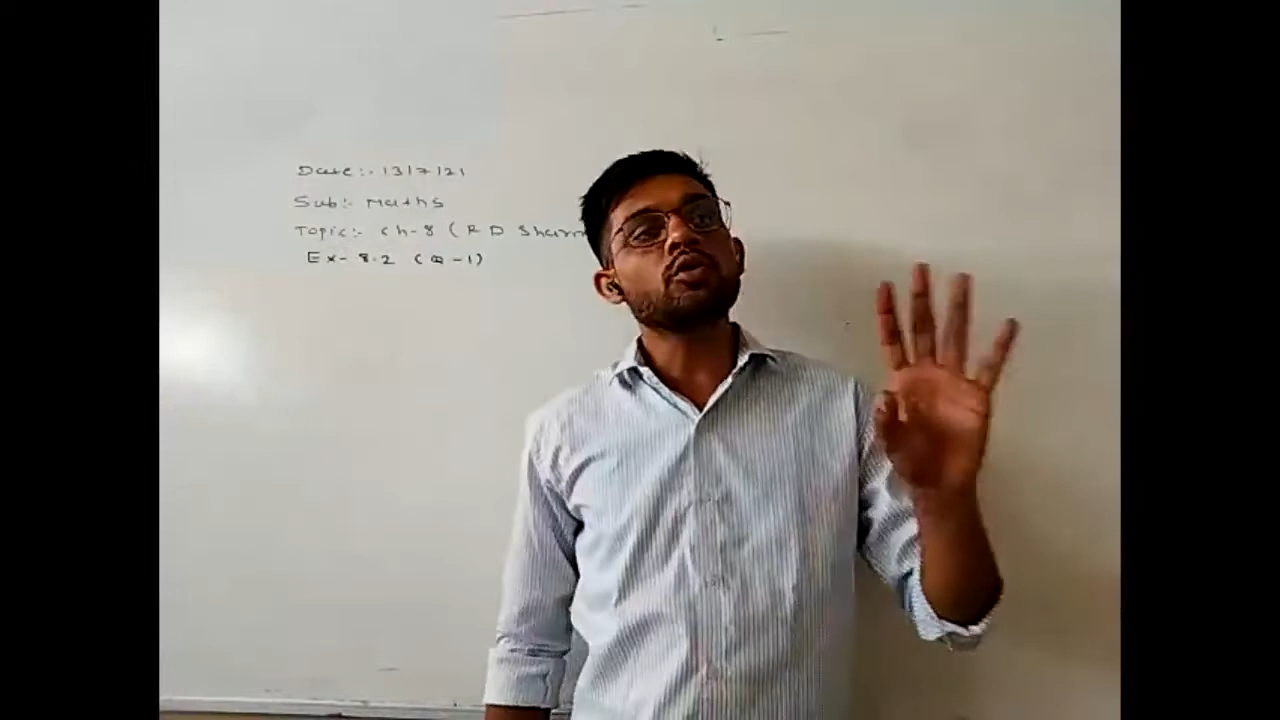 Date:- 13/7/21
Sub:- Maths
Topic:- Ch-8 (R D Sharm
Ex- 8.2 (Q-1)